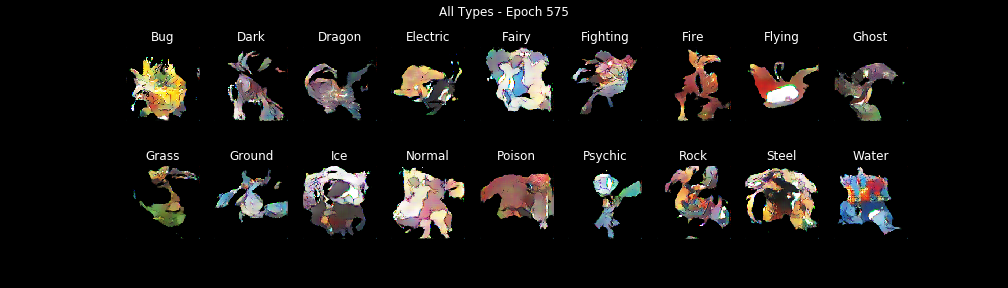 All Types - Epoch 575
Bug Dark Dragon Electric Fairy Fighting Fire Flying Ghost
Grass Ground Ice Normal Poison Psychic Rock Steel Water